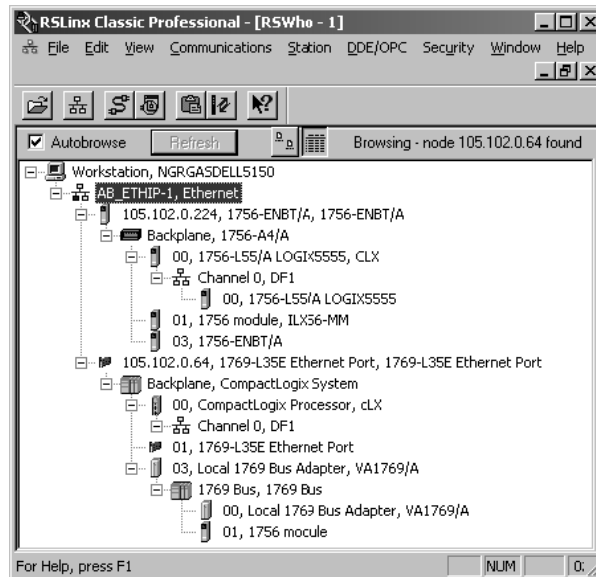 RSLinx Classic Professional - [RSWho - 1]
File Edit View Communications Station DDE/OPC Security Window Help
Autobrowse Refresh Browsing - node 105.102.0.64 found
Workstation, NGRGASDELL5150
AB_ETHIP-1, Ethernet
105.102.0.224, 1756-ENBT/A, 1756-ENBT/A
Backplane, 1756-A4/A
00, 1756-L55/A LOGIX5555, CLX
Channel 0, DF1
00, 1756-L55/A LOGIX5555
01, 1756 module, ILX56-MM
03, 1756-ENBT/A
105.102.0.64, 1769-L35E Ethernet Port, 1769-L35E Ethernet Port
Backplane, CompactLogix System
00, CompactLogix Processor, cLX
Channel 0, DF1
01, 1769-L35E Ethernet Port
03, Local 1769 Bus Adapter, VA1769/A
1769 Bus, 1769 Bus
00, Local 1769 Bus Adapter, VA1769/A
01, 1756 mocule
For Help, press F1 NUM 0: